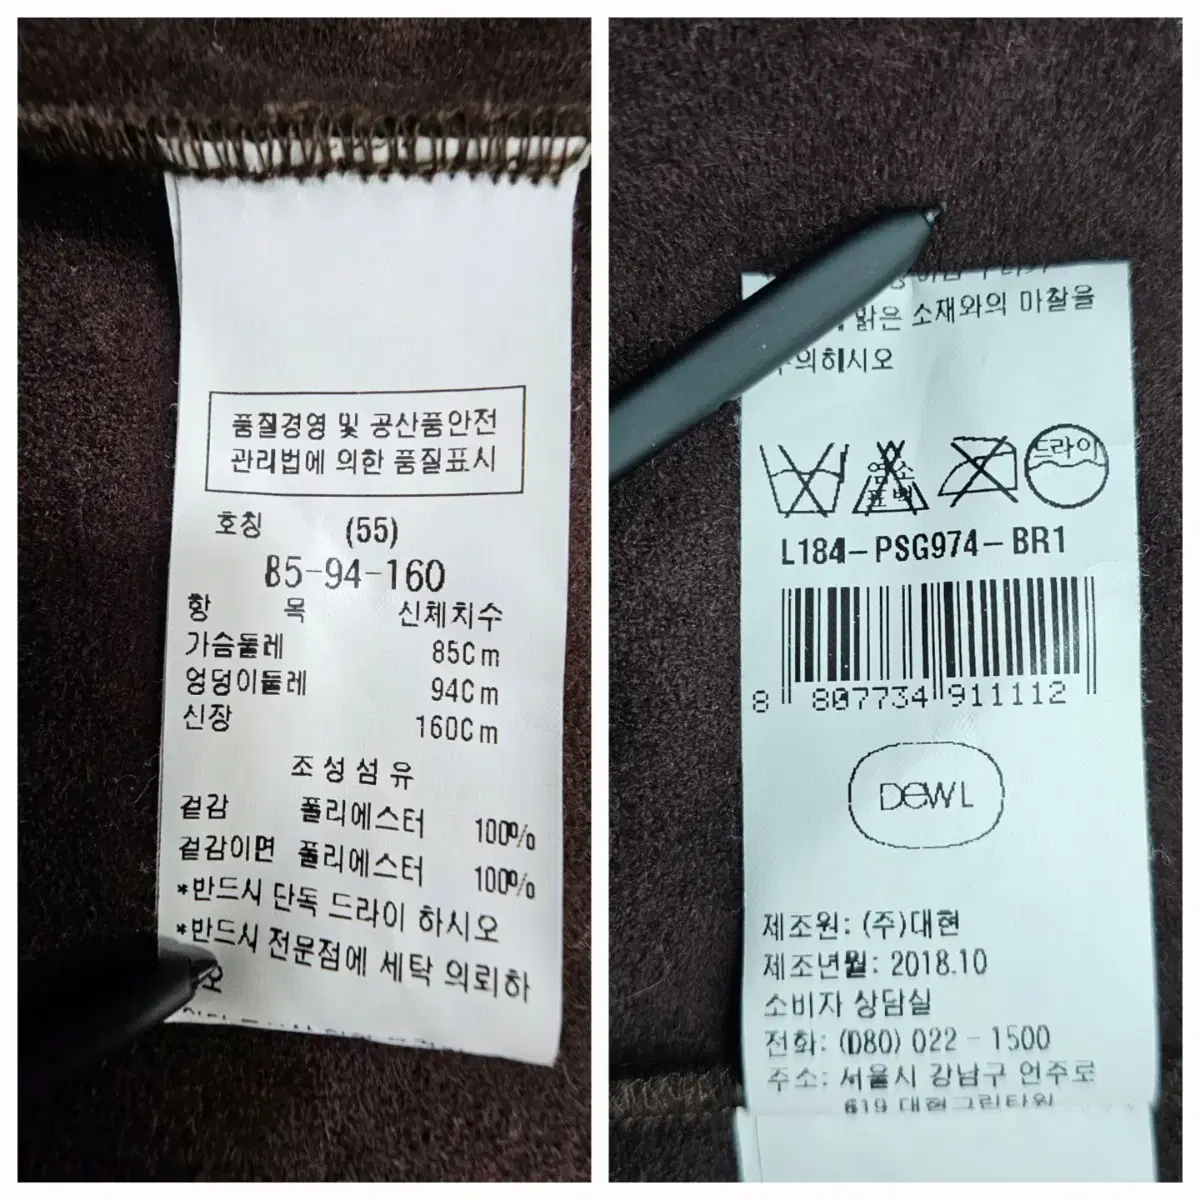 품질경영 및 공산품안전
관리법에 의한 품질표시
호칭 (55)
85-94-160
항 목 신체치수
가슴둘레 85Cm
엉덩이둘레 94Cm
신장 160Cm
조성섬유
겉감 폴리에스터 100%
겉감이면 폴리에스터 100%
*반드시 단독 드라이 하시오
*반드시 전문점에 세탁 의뢰하
오
밝은 소재와의 마찰을
주의하시오
염소
표백
드라이
L184-PSG974-BR1
8 807734 911112
DEWL
제조원: (주)대현
제조년월: 2018.10
소비자 상담실
전화: (080) 022-1500
주소: 서울시 강남구 언주로
619 대현그린타워